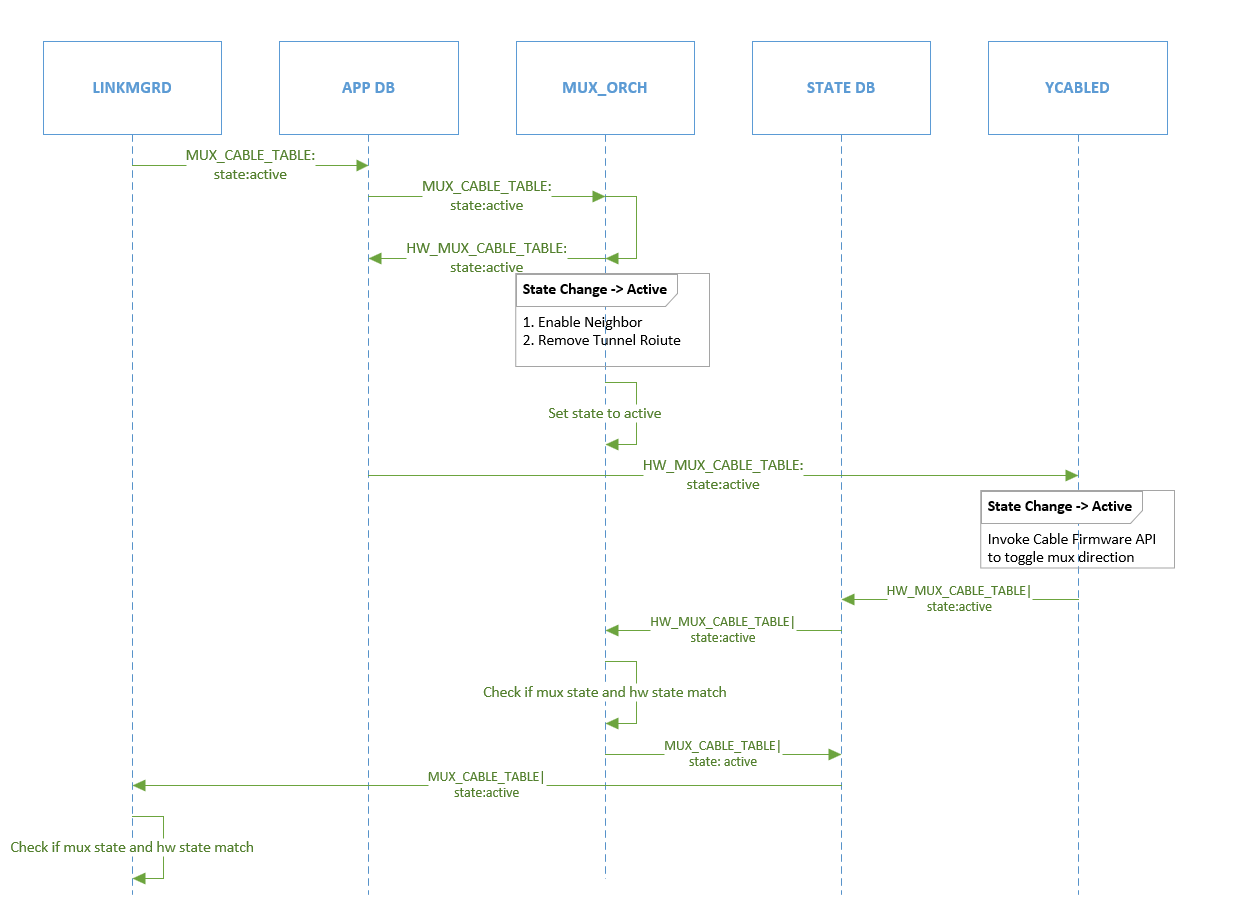 LINKMGRD
APP DB
MUX_ORCH
STATE DB
YCABLED
MUX_CABLE_TABLE:
state:active
MUX_CABLE_TABLE:
state:active
HW_MUX_CABLE_TABLE:
state:active
State Change -> Active
1. Enable Neighbor
2. Remove Tunnel Roiute
Set state to active
HW_MUX_CABLE_TABLE:
state:active
State Change -> Active
Invoke Cable Firmware API
to toggle mux direction
HW_MUX_CABLE_TABLE|
state:active
HW_MUX_CABLE_TABLE|
state:active
Check if mux state and hw state match
MUX_CABLE_TABLE|
state: active
MUX_CABLE_TABLE|
state:active
Check if mux state and hw state match